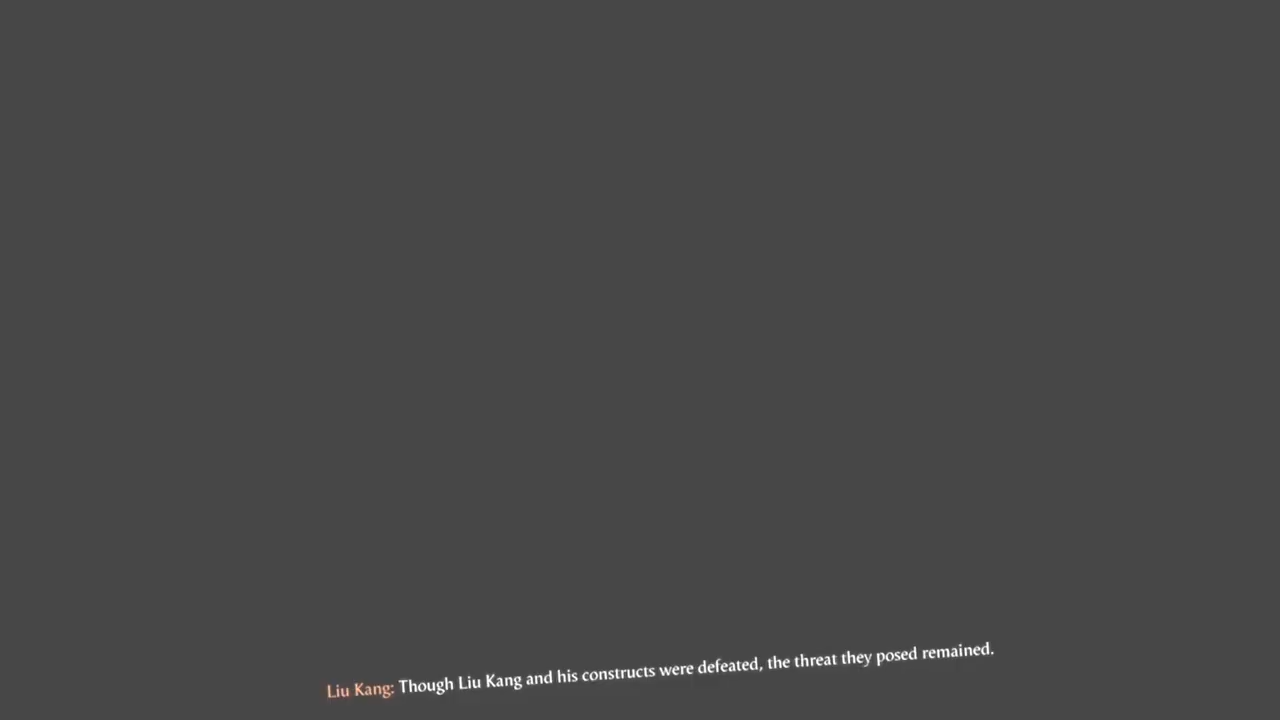 Liu Kang: Though Liu Kang and his constructs were defeated, the threat they posed remained.